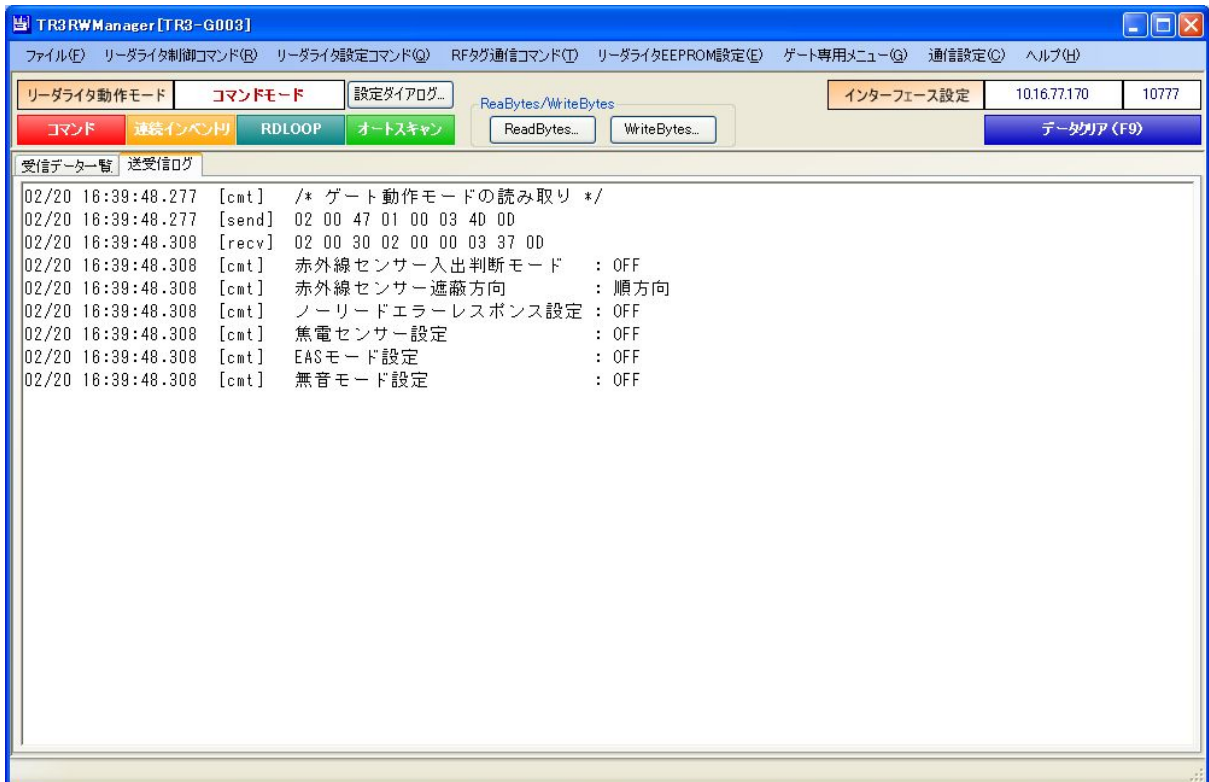 TR3RWManager[TR3-G003]
ファイル(F) リーダライタ制御コマンド(R) リーダライタ設定コマンド(Q) RFタグ通信コマンド(T) リーダライタEEPROM設定(E) ゲート専用メニュー(G) 通信設定(C) ヘルプ(H)
リーダライタ動作モード コマンドモード 設定ダイアログ... ReaBytes/WriteBytes インターフェース設定 10.16.77.170 10777
コマンド 連続インベントリ RDLOOP オートスキャン ReadBytes... WriteBytes... データクリア(F9)
受信データ一覧 送受信ログ
02/20 16:39:48.277 [cmt] /* ゲート動作モードの読み取り */
02/20 16:39:48.277 [send] 02 00 47 01 00 03 4D 0D
02/20 16:39:48.308 [recv] 02 00 30 02 00 00 03 37 0D
02/20 16:39:48.308 [cmt] 赤外線センサー入出判断モード : OFF
02/20 16:39:48.308 [cmt] 赤外線センサー遮蔽方向 : 順方向
02/20 16:39:48.308 [cmt] ノーリードエラーレスポンス設定 : OFF
02/20 16:39:48.308 [cmt] 焦電センサー設定 : OFF
02/20 16:39:48.308 [cmt] EASモード設定 : OFF
02/20 16:39:48.308 [cmt] 無音モード設定 : OFF